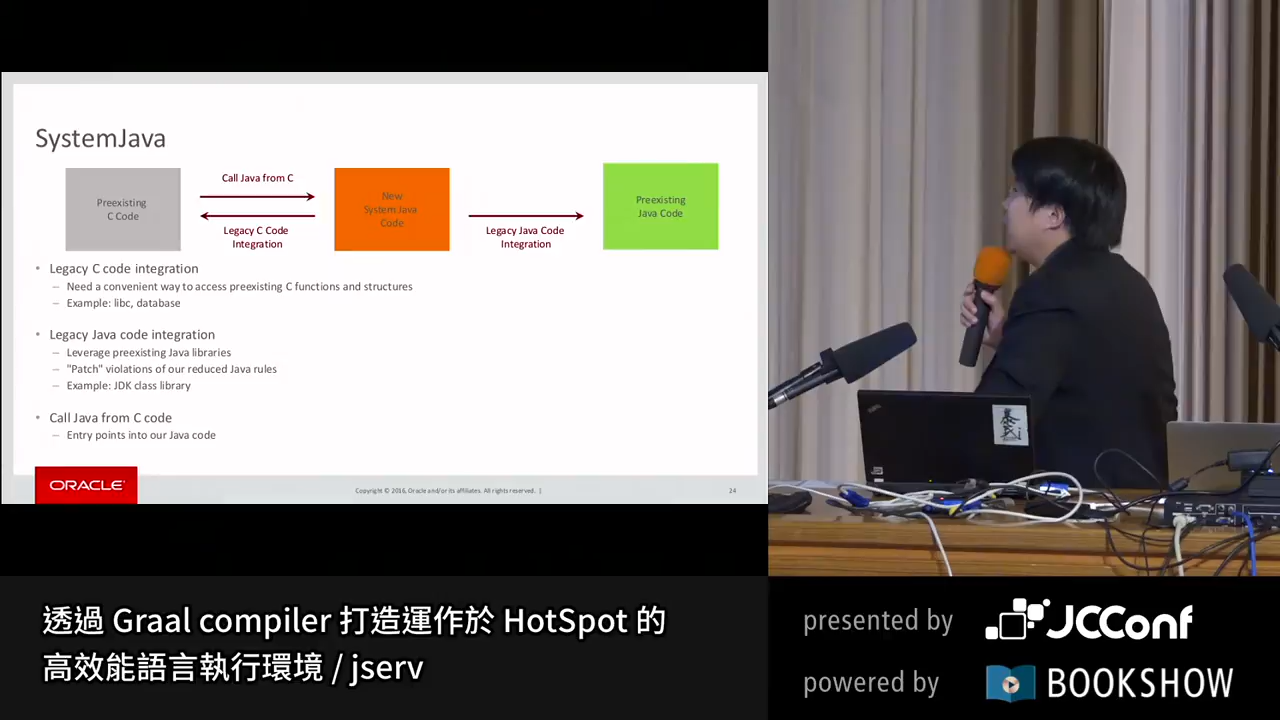 SystemJava
Preexisting
C Code
Call Java from C
Legacy C Code
Integration
New
System Java
Code
Legacy Java Code
Integration
Preexisting
Java Code
• Legacy C code integration
– Need a convenient way to access preexisting C functions and structures
– Example: libc, database
• Legacy Java code integration
– Leverage preexisting Java libraries
– "Patch" violations of our reduced Java rules
– Example: JDK class library
• Call Java from C code
– Entry points into our Java code
ORACLE
Copyright © 2016, Oracle and/or its affiliates. All rights reserved. |
24
透過 Graal compiler 打造運作於 HotSpot 的
高效能語言執行環境 / jserv
presented by
JCConf
powered by
BOOKSHOW